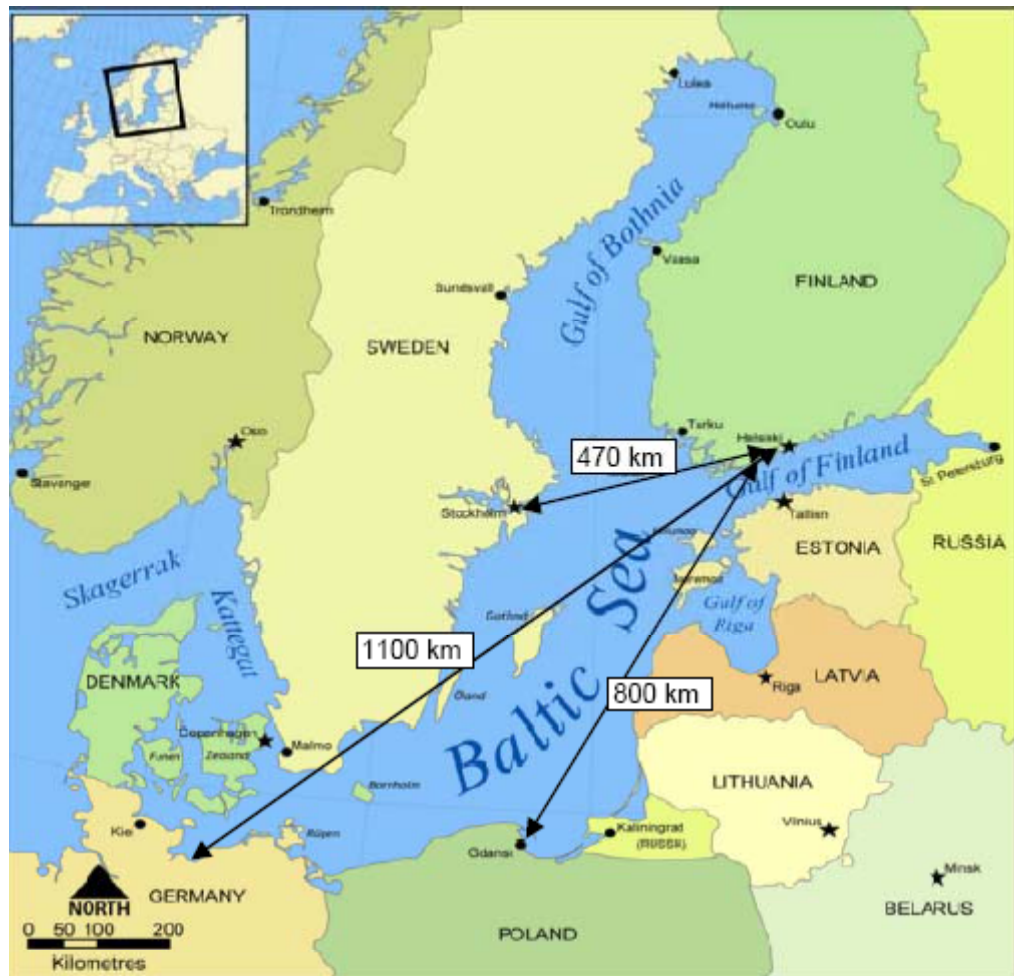 Lulea
Oulu
Trondheim
Gulf of Bothnia
Vaasa
FINLAND
Sundsvall
NORWAY
SWEDEN
Turku
Helsinki
Oslo
470 km
Gulf of Finland
St Petersburg
Stavanger
Stockholm
Tallinn
ESTONIA
RUSSIA
Skagerrak
Kattegat
Gotland
Gulf of
Riga
1100 km
Baltic Sea
800 km
DENMARK
Riga
LATVIA
Öland
Copenhagen
Malmo
Funen
Zealand
Bornholm
LITHUANIA
Kiel
Rügen
Kaliningrad
(RUSSIA)
Vilnius
Gdansk
Minsk
GERMANY
NORTH
BELARUS
0 50 100 200
Kilometres
POLAND